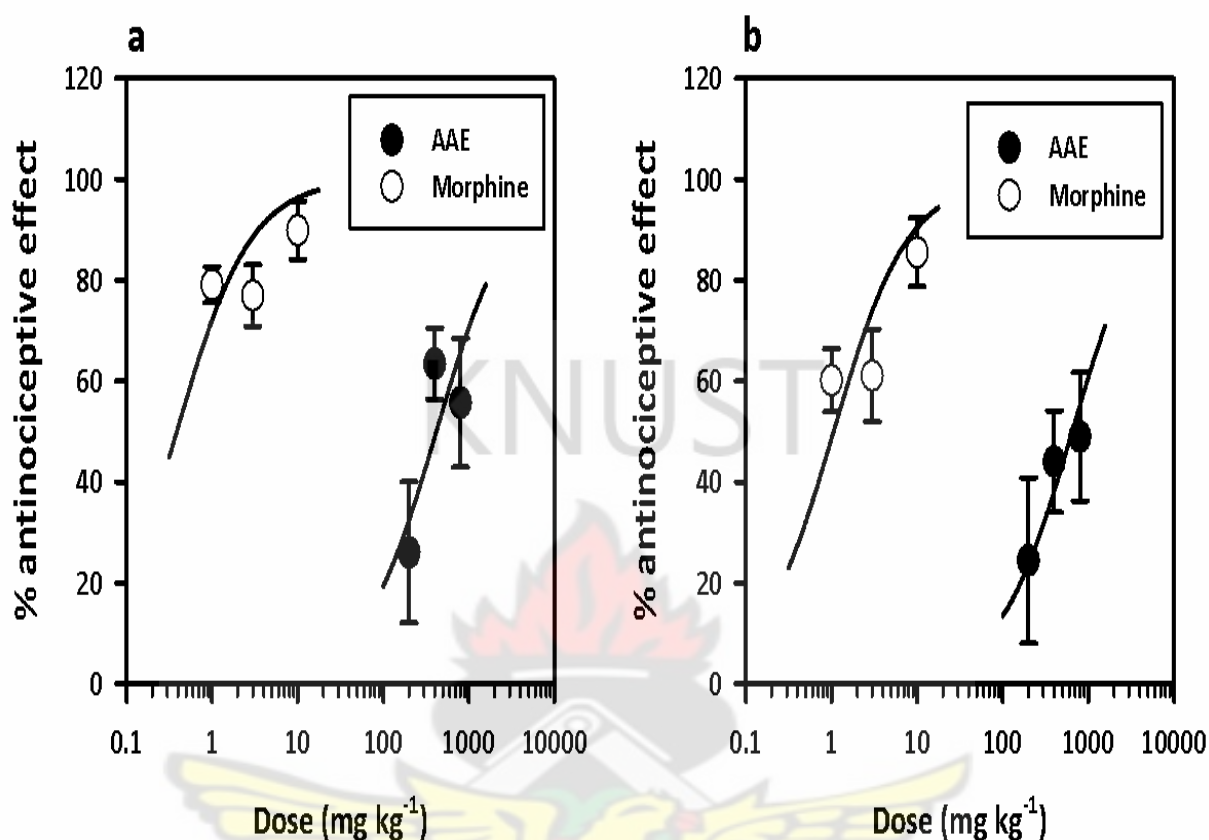 a
120
100
80
60
40
20
0
% antinociceptive effect
AAE
Morphine
0.1 1 10 100 1000 10000
Dose (mg kg-1)
b
120
100
80
60
40
20
0
% antinociceptive effect
AAE
Morphine
0.1 1 10 100 1000 10000
Dose (mg kg-1)
KNUST